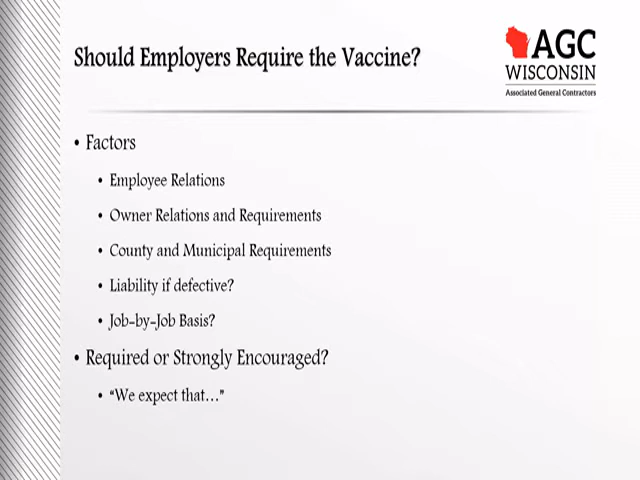 Should Employers Require the Vaccine?
AGC
WISCONSIN
Associated General Contractors
• Factors
• Employee Relations
• Owner Relations and Requirements
• County and Municipal Requirements
• Liability if defective?
• Job-by-Job Basis?
• Required or Strongly Encouraged?
• “We expect that…”